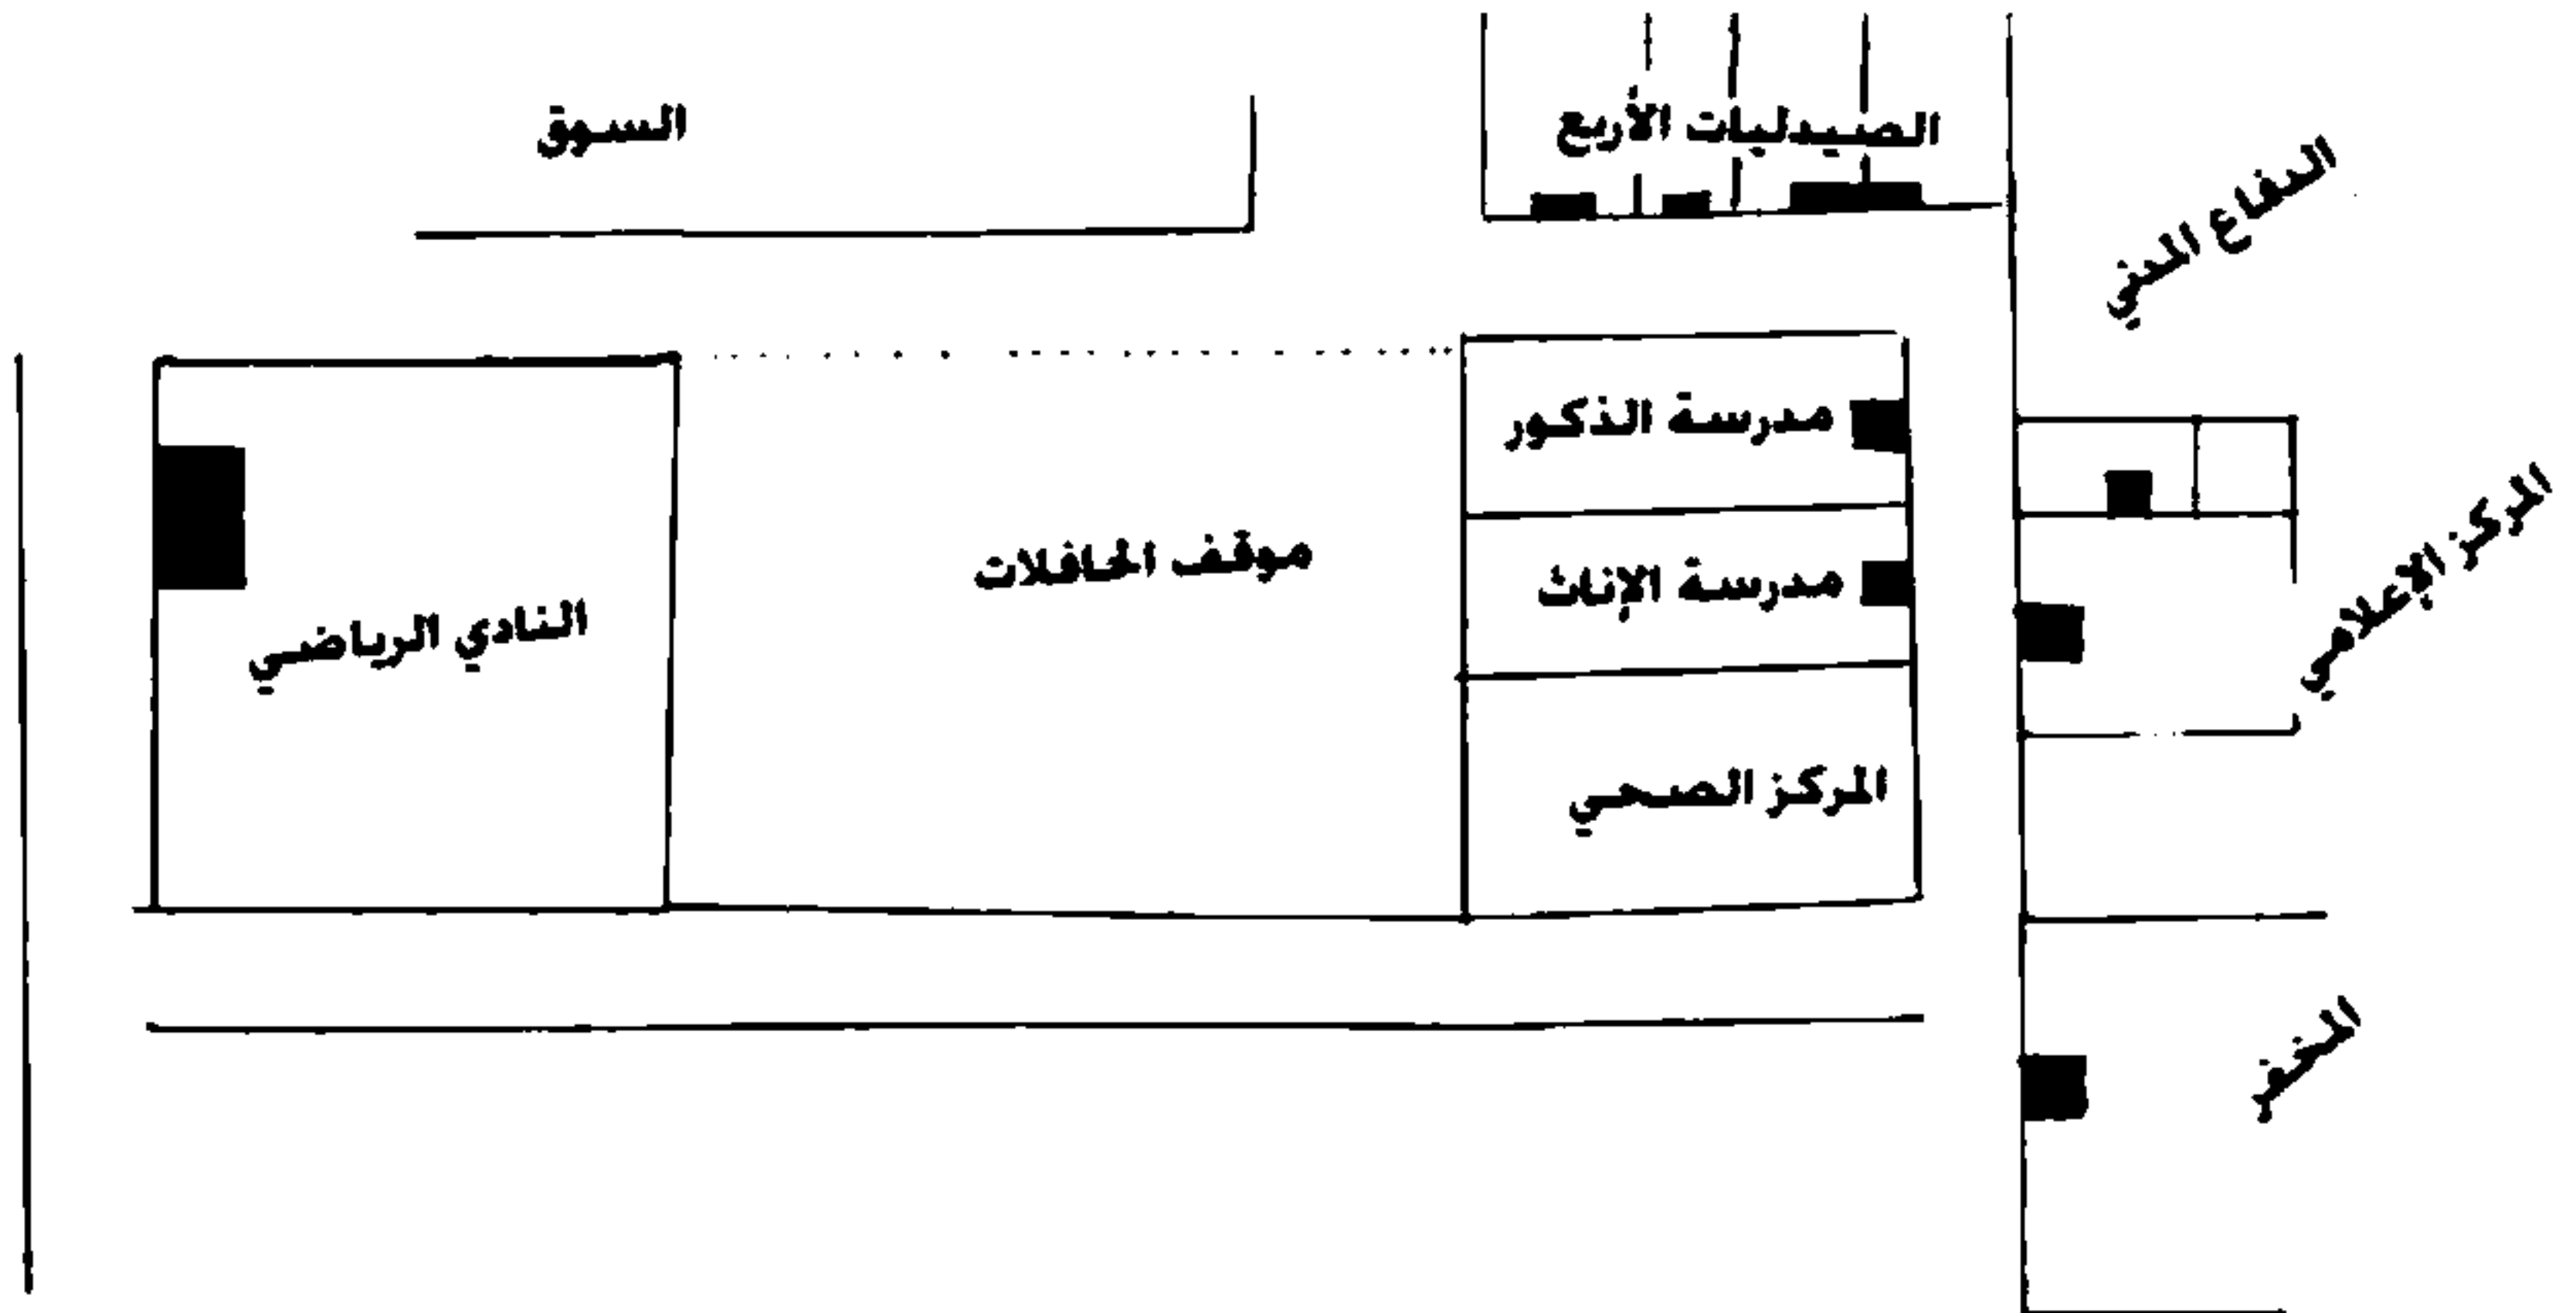 الصيدليات الأربع
السوق
الدفاع المدني
مدرسة الذكور
المركز الإعلامي
مدرسة الإناث
موقف الحافلات
النادي الرياضي
المركز الصحي
المخفر